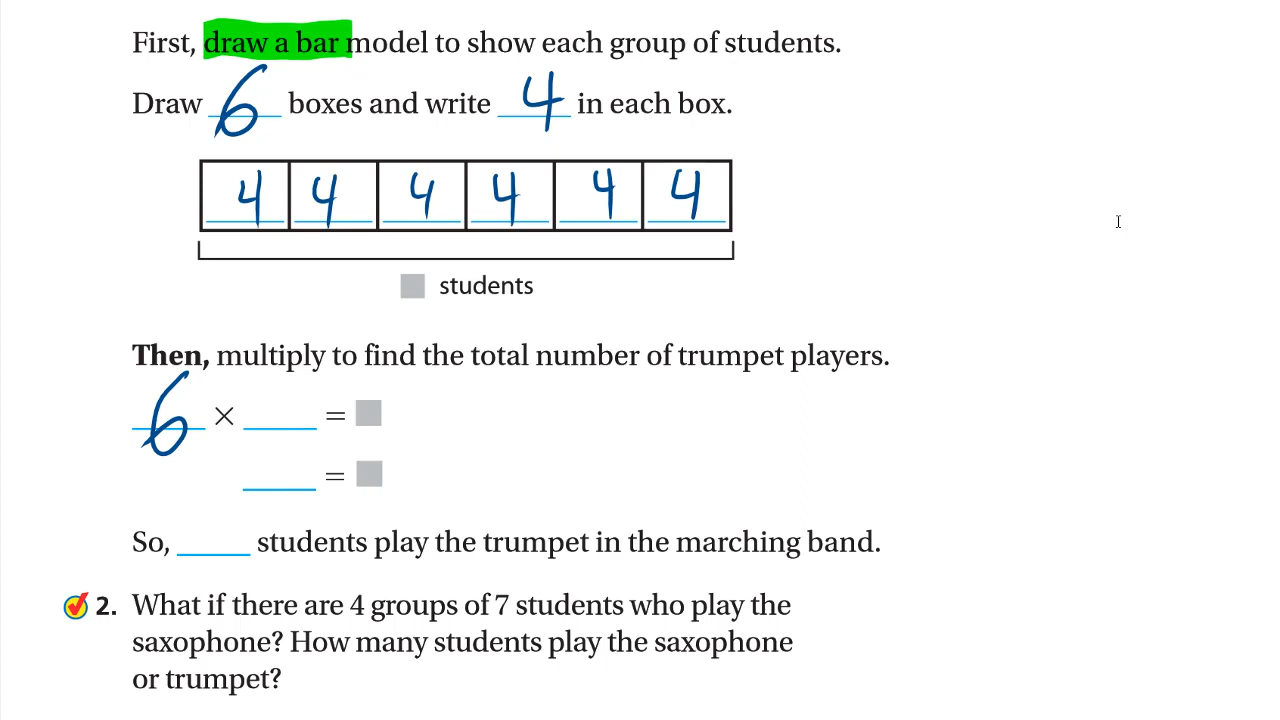 First, draw a bar model to show each group of students.
Draw 6 boxes and write 4 in each box.
4 4 4 4 4 4
students
Then, multiply to find the total number of trumpet players.
6 × ____ =
____ =
So, ____ students play the trumpet in the marching band.
2. What if there are 4 groups of 7 students who play the
saxophone? How many students play the saxophone
or trumpet?